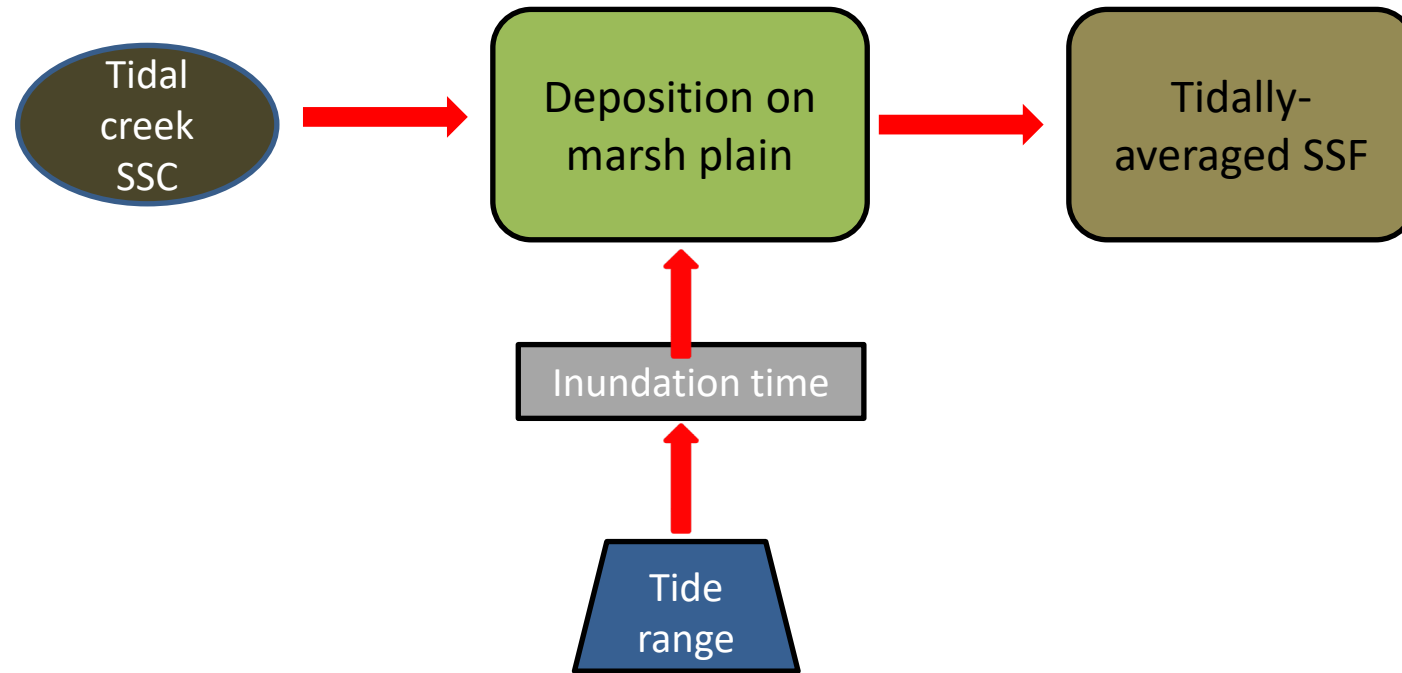 Tidal
creek
SSC
Deposition on
marsh plain
Tidally-
averaged SSF
Inundation time
Tide
range